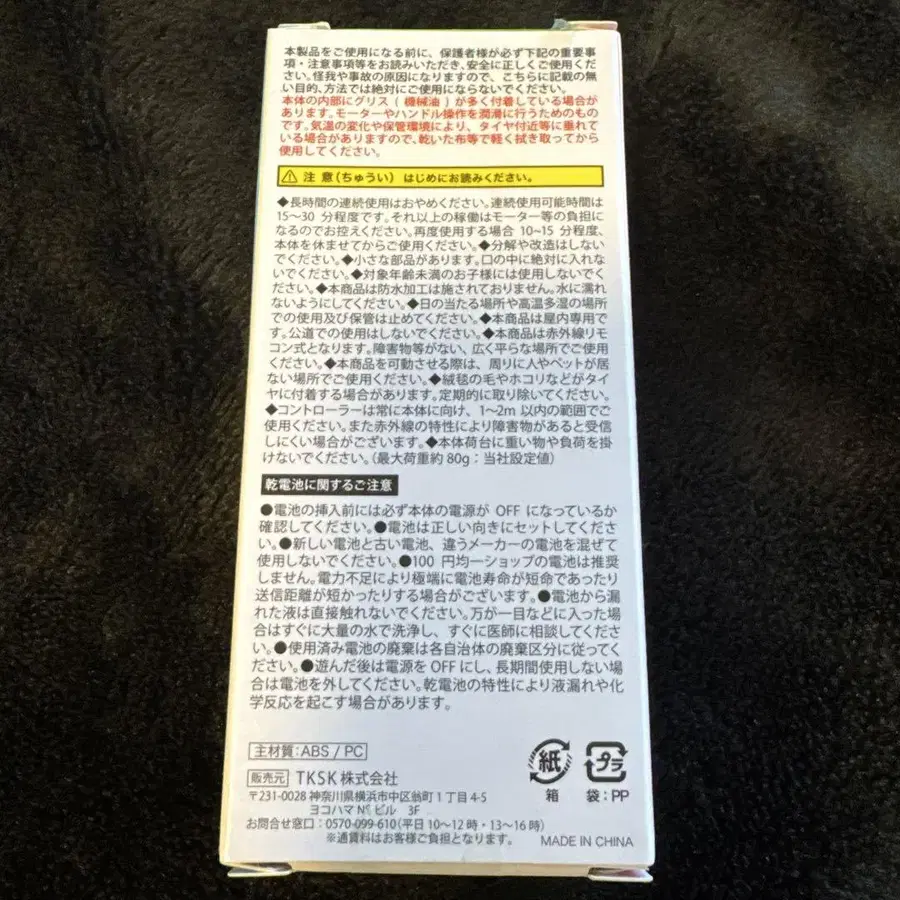 本製品をご使用になる前に、保護者様が必ず下記の重要事
項・注意事項等をお読みいただき、安全に正しくご使用くだ
さい。怪我や事故の原因になりますので、こちらに記載の無
い目的、方法では絶対にご使用にならないでください。
本体の内部にグリス(機械油)が多く付着している場合が
あります。モーターやハンドル操作を潤滑に行うためのもの
です。気温の変化や保管環境により、タイヤ付近等に垂れて
いる場合がありますので、乾いた布等で軽く拭き取ってから
使用してください。
⚠注意(ちゅうい) はじめにお読みください。
◆長時間の連続使用はおやめください。連続使用可能時間は
15~30 分程度です。それ以上の稼働はモーター等の負担に
なるのでお控えください。再度使用する場合 10~15 分程度、
本体を休ませてからご使用ください。◆分解や改造はしない
でください。◆小さな部品があります。口の中に絶対に入れな
いでください。◆対象年齢未満のお子様には使用しないでく
ださい。◆本商品は防水加工は施されておりません。水に濡れ
ないようにしてください。◆日の当たる場所や高温多湿の場所
での使用及び保管は止めてください。◆本商品は屋内専用で
す。公道での使用はしないでください。◆本商品は赤外線リモ
コン式となります。障害物等がない、広く平らな場所でご使用
ください。◆本商品を可動させる際は、周りに人やペットが居
ない場所でご使用ください。◆絨毯の毛やホコリなどがタイ
ヤに付着する場合があります。定期的に取り除いてください。
◆コントローラーは常に本体に向け、1~2m 以内の範囲でご
使用ください。また赤外線の特性により障害物があると受信
しにくい場合がございます。◆本体荷台に重い物や負荷を掛
けないでください。(最大荷重約80g:当社設定値)
乾電池に関するご注意
●電池の挿入前には必ず本体の電源が OFF になっているか
確認してください。●電池は正しい向きにセットしてくださ
い。●新しい電池と古い電池、違うメーカーの電池を混ぜて
使用しないでください。●100 円均一ショップの電池は推奨
しません。電力不足により極端に電池寿命が短命であったり
送信距離が短かったりする場合がございます。●電池から漏
れた液は直接触れないでください。万が一目などに入った場
合はすぐに大量の水で洗浄し、すぐに医師に相談してくださ
い。●使用済み電池の廃棄は各自治体の廃棄区分に従ってく
ださい。●遊んだ後は電源を OFF にし、長期間使用しない場
合は電池を外してください。乾電池の特性により液漏れや化
学反応を起こす場合があります。
主材質:ABS / PC
販売元 TKSK株式会社
〒231-0028 神奈川県横浜市中区翁町1丁目4-5
ヨコハマ Nº. ビル 3F
お問合せ窓口:0570-099-610(平日 10~12時・13~16時)
※通話料はお客様ご負担となります。
紙
箱
プラ
袋:PP
MADE IN CHINA